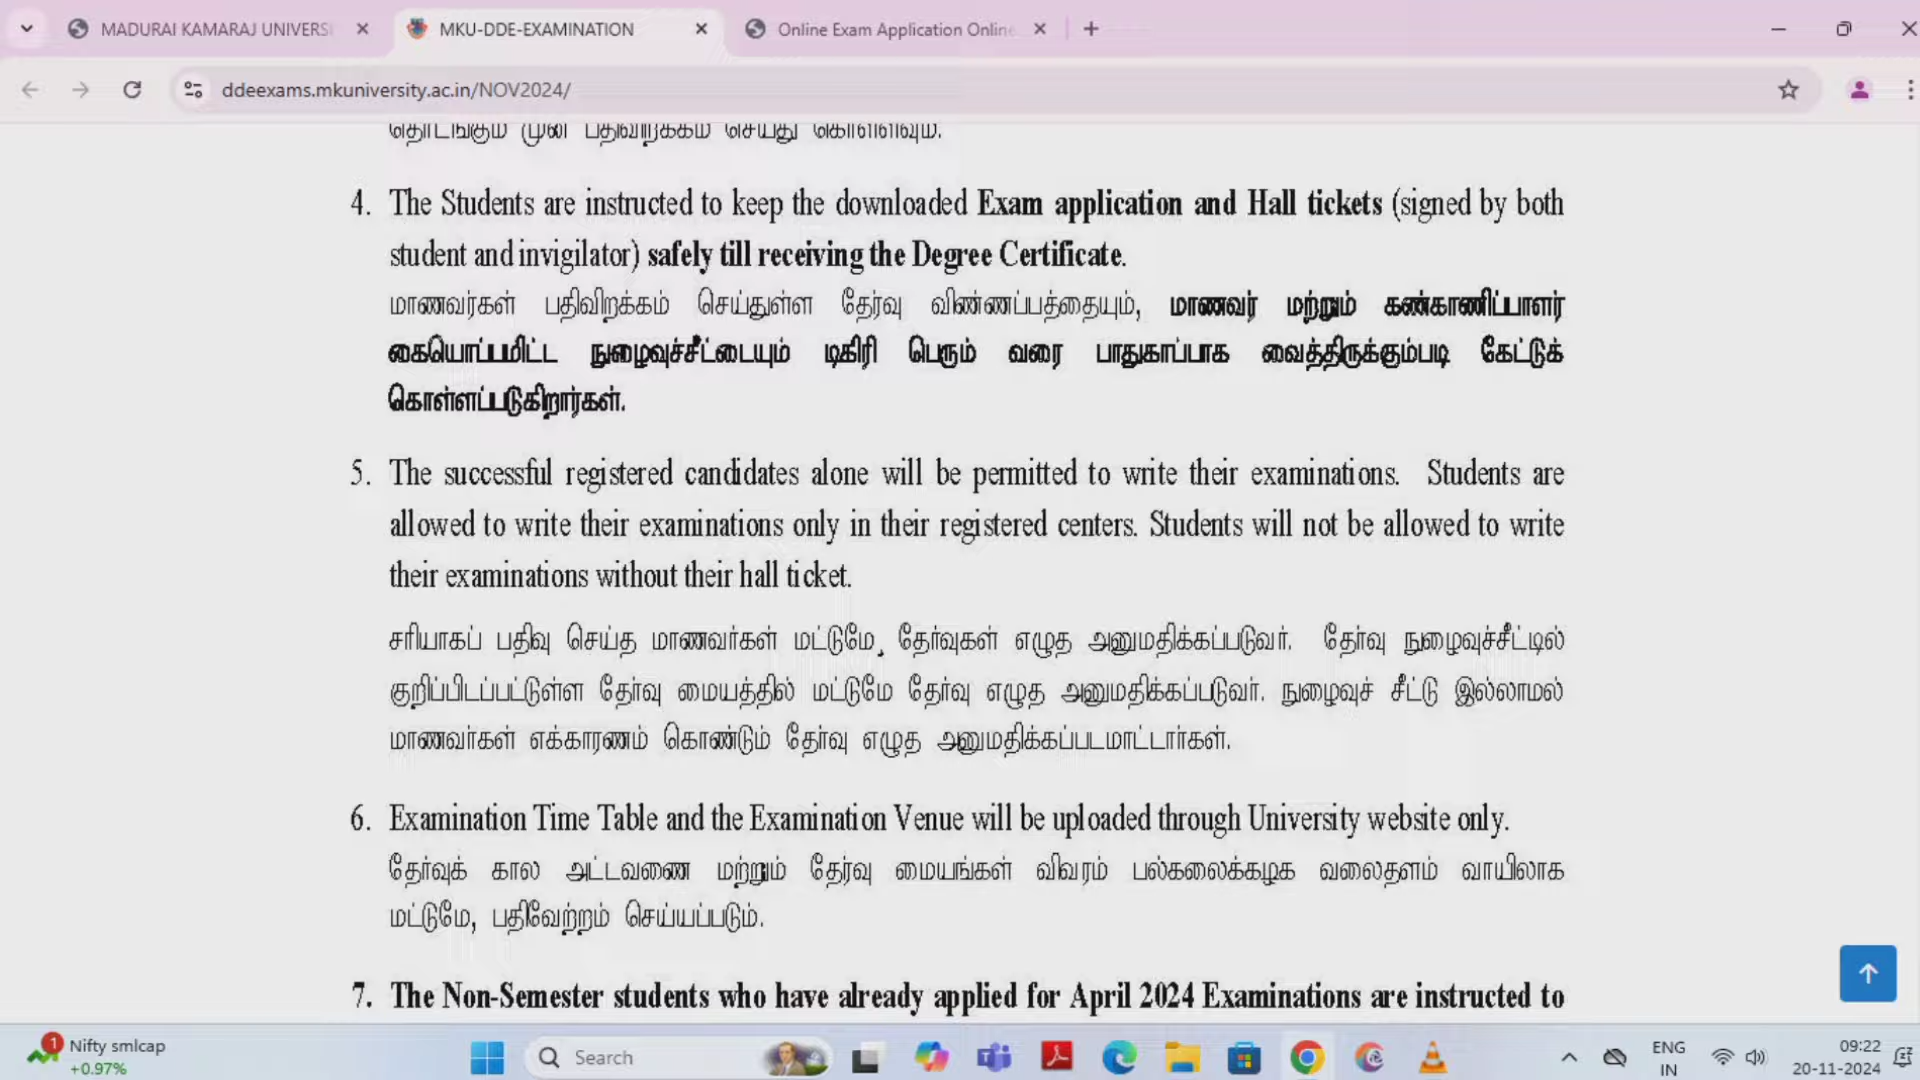 MADURAI KAMARAJ UNIVERSI
MKU-DDE-EXAMINATION
Online Exam Application Online
ddeexams.mkuniversity.ac.in/NOV2024/
தொடங்கும் முன் பதிவிறக்கம் செய்து கொள்ளவும்.
4. The Students are instructed to keep the downloaded Exam application and Hall tickets (signed by both
student and invigilator) safely till receiving the Degree Certificate.
மாணவர்கள் பதிவிறக்கம் செய்துள்ள தேர்வு விண்ணப்பத்தையும், மாணவர் மற்றும் கண்காணிப்பாளர்
கையொப்பமிட்ட நுழைவுச்சீட்டையும் டிகிரி பெரும் வரை பாதுகாப்பாக வைத்திருக்கும்படி கேட்டுக்
கொள்ளப்படுகிறார்கள்.
5. The successful registered candidates alone will be permitted to write their examinations. Students are
allowed to write their examinations only in their registered centers. Students will not be allowed to write
their examinations without their hall ticket.
சரியாகப் பதிவு செய்த மாணவர்கள் மட்டுமே, தேர்வுகள் எழுத அனுமதிக்கப்படுவர். தேர்வு நுழைவுச்சீட்டில்
குறிப்பிடப்பட்டுள்ள தேர்வு மையத்தில் மட்டுமே தேர்வு எழுத அனுமதிக்கப்படுவர். நுழைவுச் சீட்டு இல்லாமல்
மாணவர்கள் எக்காரணம் கொண்டும் தேர்வு எழுத அனுமதிக்கப்படமாட்டார்கள்.
6. Examination Time Table and the Examination Venue will be uploaded through University website only.
தேர்வுக் கால அட்டவணை மற்றும் தேர்வு மையங்கள் விவரம் பல்கலைக்கழக வலைதளம் வாயிலாக
மட்டுமே, பதிவேற்றம் செய்யப்படும்.
7. The Non-Semester students who have already applied for April 2024 Examinations are instructed to
1
Nifty smlcap
+0.97%
Search
ENG
IN
09:22
20-11-2024